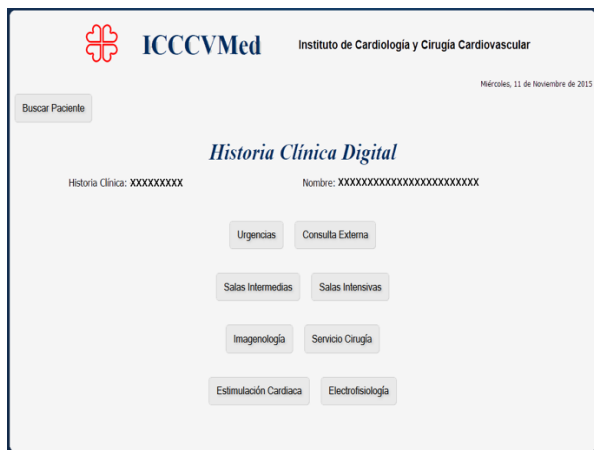 ICCCVMed
Instituto de Cardiología y Cirugía Cardiovascular
Miércoles, 11 de Noviembre de 2015
Buscar Paciente
Historia Clínica Digital
Historia Clínica: XXXXXXXXX
Nombre: XXXXXXXXXXXXXXXXXXXXXXXX
Urgencias
Consulta Externa
Salas Intermedias
Salas Intensivas
Imagenología
Servicio Cirugía
Estimulación Cardiaca
Electrofisiología